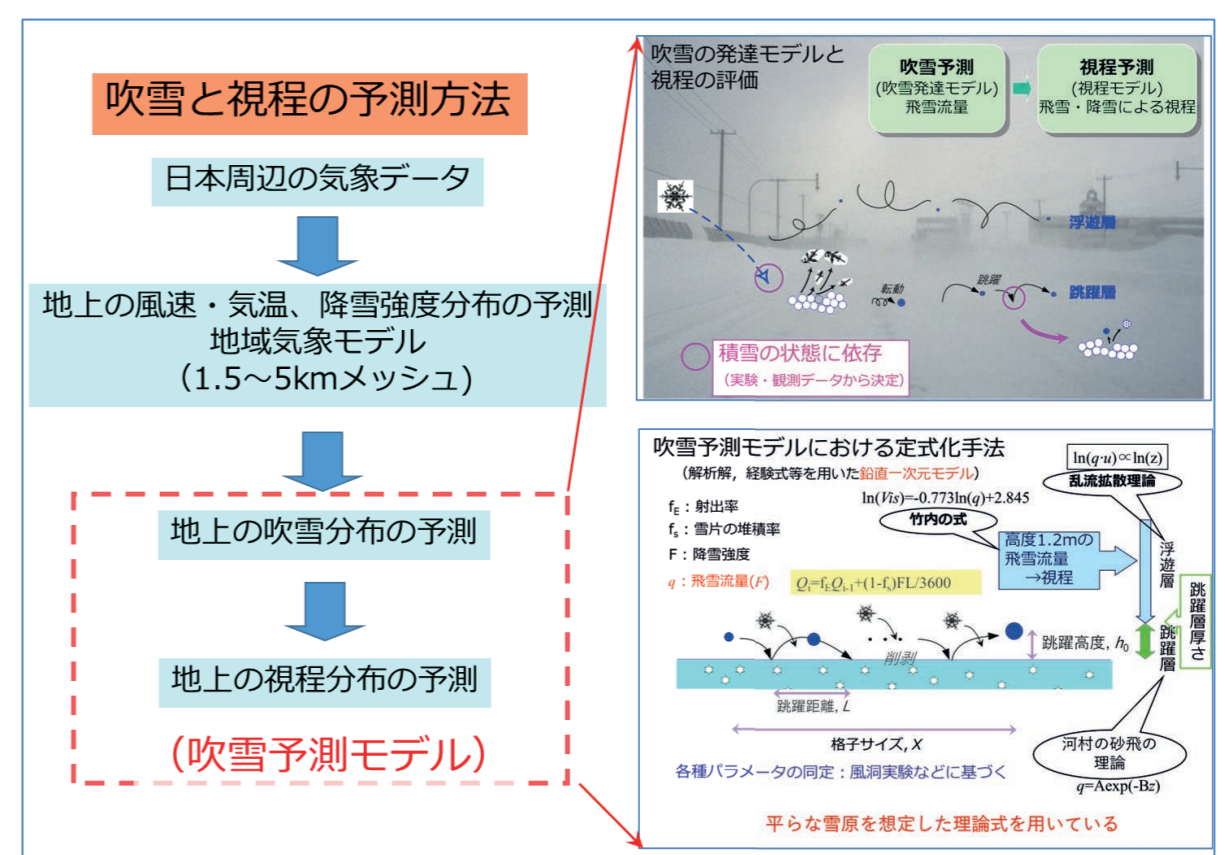 吹雪と視程の予測方法
日本周辺の気象データ
地上の風速・気温、降雪強度分布の予測
地域気象モデル
（1.5～5kmメッシュ)
地上の吹雪分布の予測
地上の視程分布の予測
（吹雪予測モデル）
吹雪の発達モデルと
視程の評価
吹雪予測
(吹雪発達モデル)
飛雪流量
視程予測
(視程モデル)
飛雪・降雪による視程
浮遊層
転動
跳躍
跳躍層
積雪の状態に依存
（実験・観測データから決定）
吹雪予測モデルにおける定式化手法
（解析解，経験式等を用いた鉛直一次元モデル）
ln(q·u)∝ln(z)
乱流拡散理論
fE：射出率
fs：雪片の堆積率
F：降雪強度
q：飛雪流量(F)
ln(Vis)=-0.773ln(q)+2.845
竹内の式
高度1.2mの
飛雪流量
→視程
Qi=fEQi-1+(1-fs)FL/3600
浮遊層
跳躍層
跳躍層厚さ
削剥
跳躍高度, h0
跳躍距離, L
格子サイズ, X
各種パラメータの同定：風洞実験などに基づく
河村の砂飛の
理論
q=Aexp(-Bz)
平らな雪原を想定した理論式を用いている